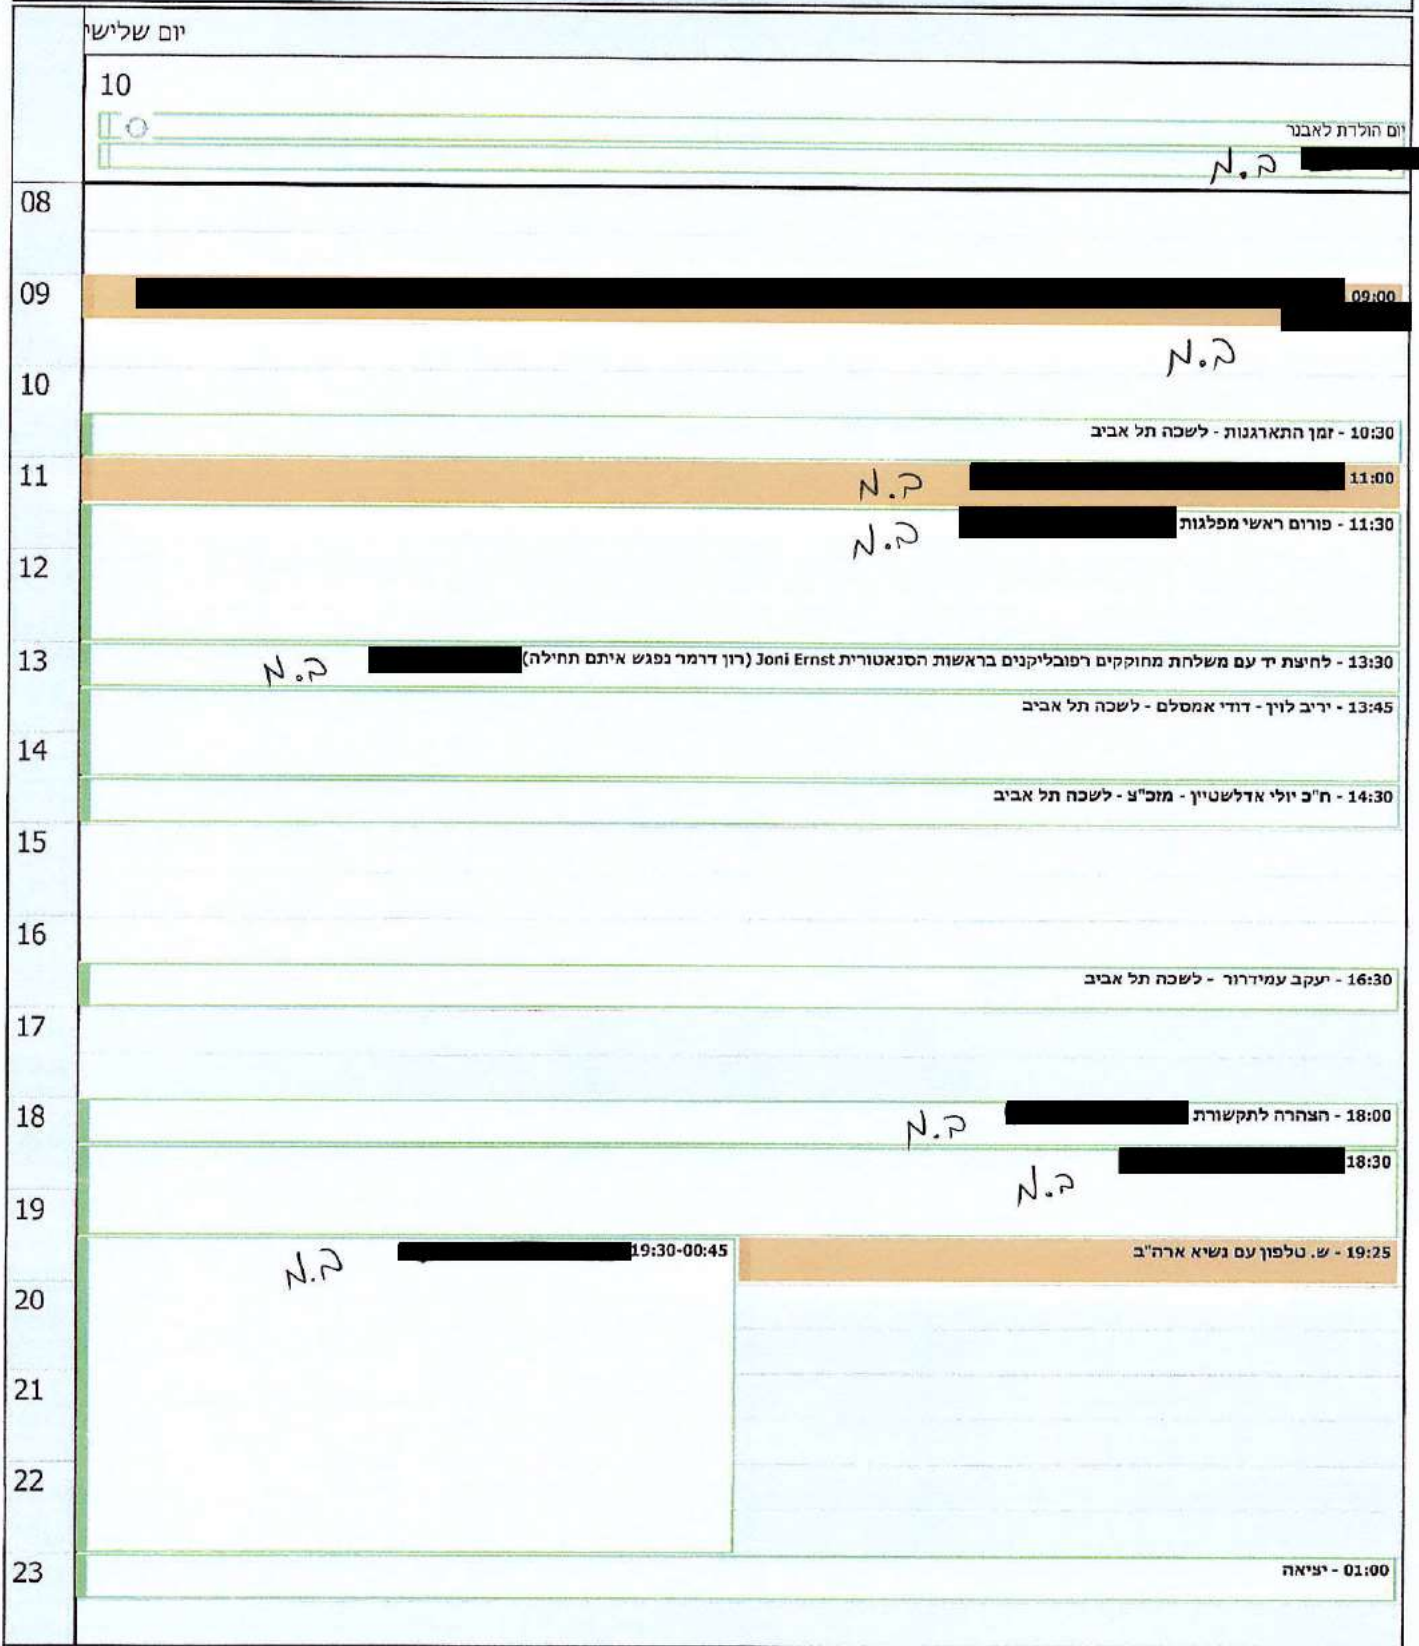 יום שלישי
10
יום הולדת לאבנר
ב.מ
08
09
09:00
ב.מ
10
10:30 - זמן התארגנות - לשכה תל אביב
11
11:00
ב.מ
11:30 - פורום ראשי מפלגות
ב.מ
12
13
13:30 - לחיצת יד עם משלחת מחוקקים רפובליקנים בראשות הסנאטורית Joni Ernst (רון דרמר נפגש איתם תחילה)
ב.מ
13:45 - יריב לוין - דודי אמסלם - לשכה תל אביב
14
14:30 - ח"כ יולי אדלשטיין - מזכ"צ - לשכה תל אביב
15
16
16:30 - יעקב עמידרור - לשכה תל אביב
17
18
18:00 - הצהרה לתקשורת
ב.מ
18:30
ב.מ
19
19:25 - ש. טלפון עם נשיא ארה"ב
19:30-00:45
ב.מ
20
21
22
23
01:00 - יציאה